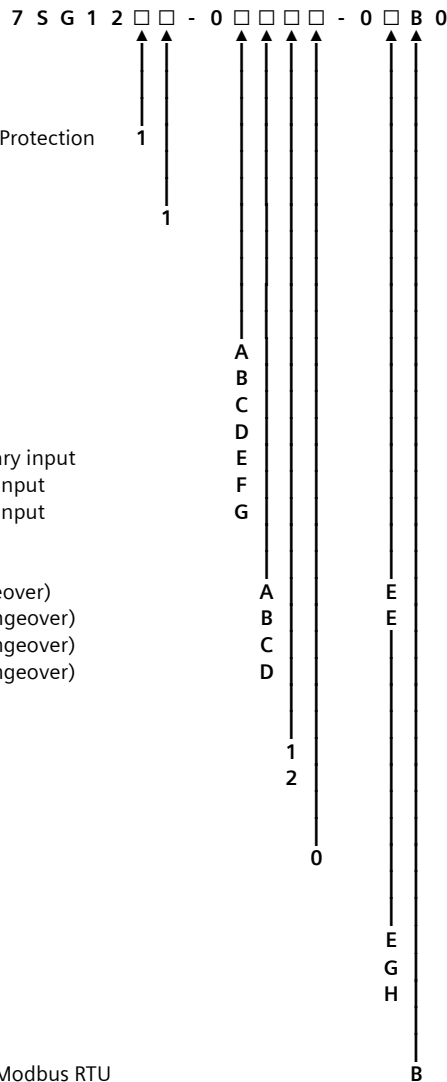 7 S G 1 2 □ □ - 0 □ □ □ □ - 0 □ B 0
Protection 1
1
A
B
C
D
ary input E
nput F
nput G
eover) A E
ngeover) B E
ngeover) C
ngeover) D
1
2
0
E
G
H
Modbus RTU B